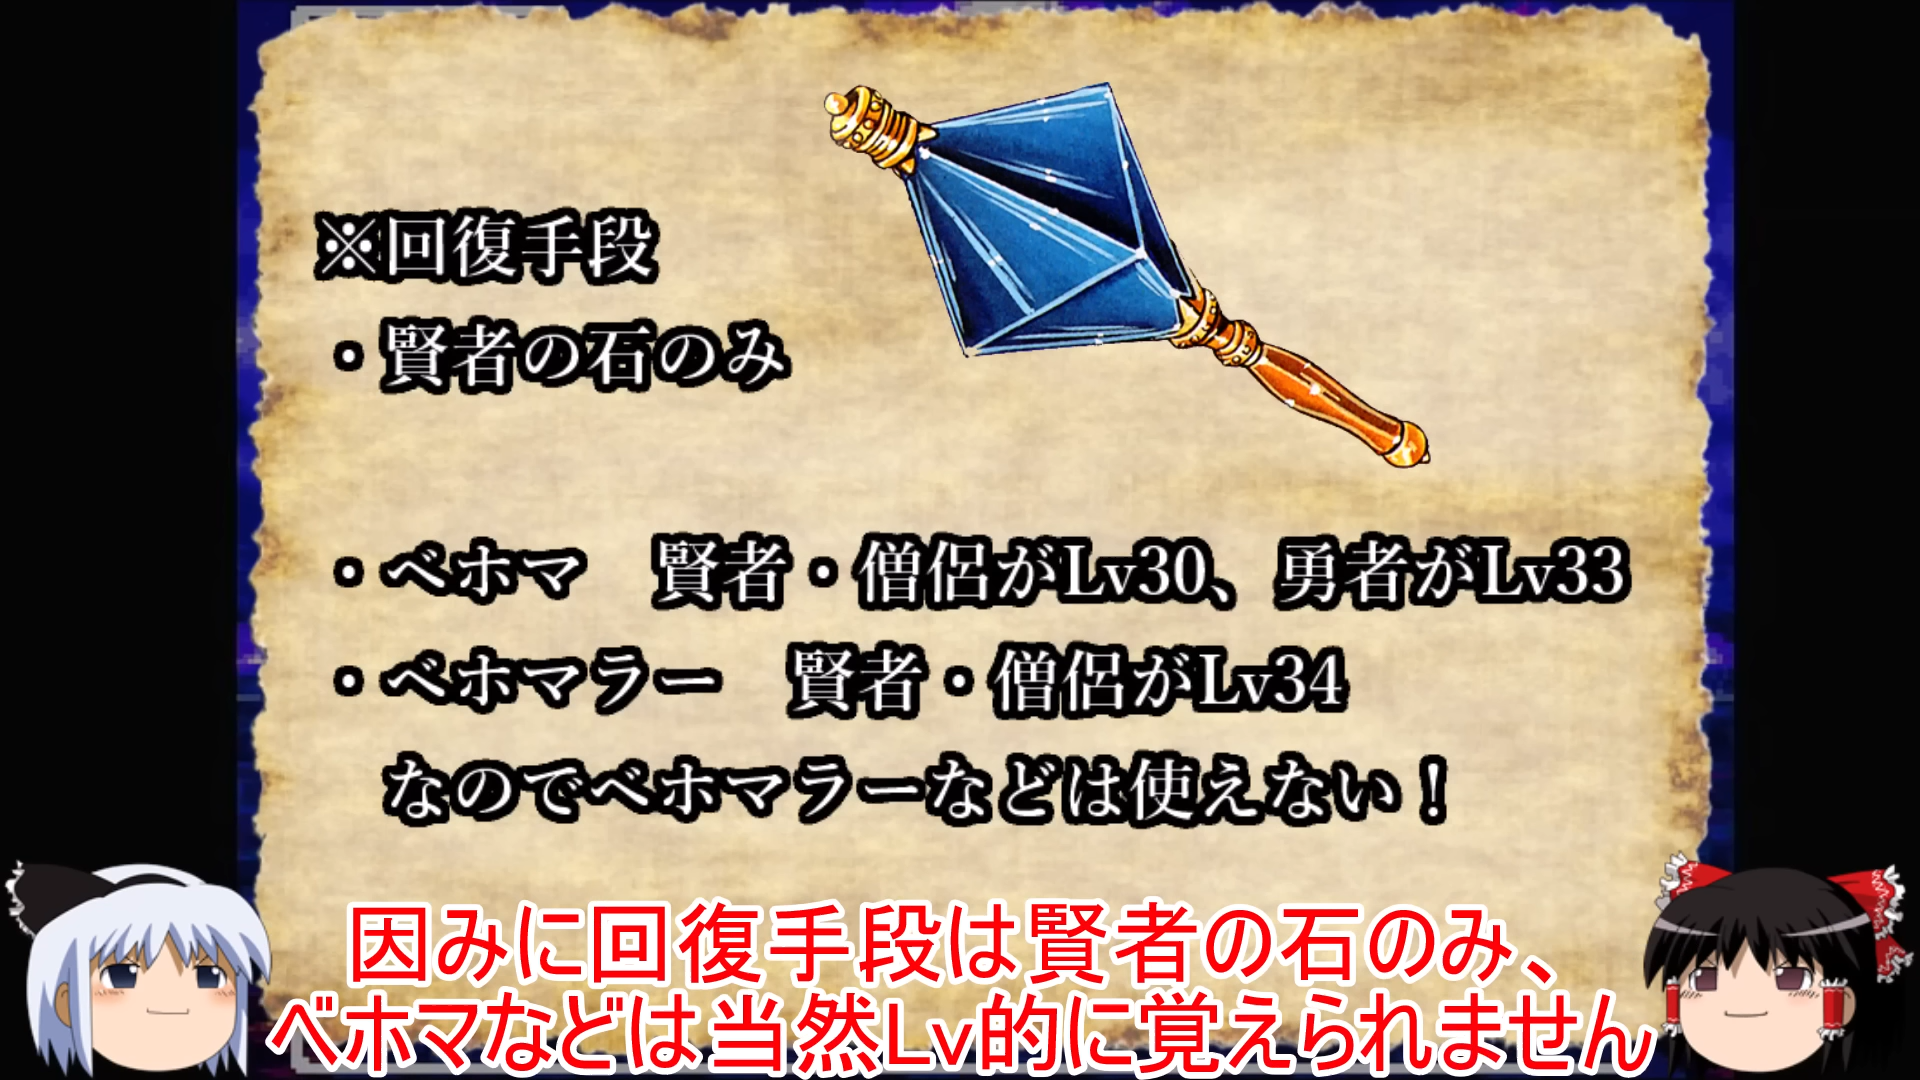 ※回復手段
・賢者の石のみ
・ベホマ　賢者・僧侶がLv30、勇者がLv33
・ベホマラー　賢者・僧侶がLv34
なのでベホマラーなどは使えない！
因みに回復手段は賢者の石のみ、
ベホマなどは当然Lv的に覚えられません